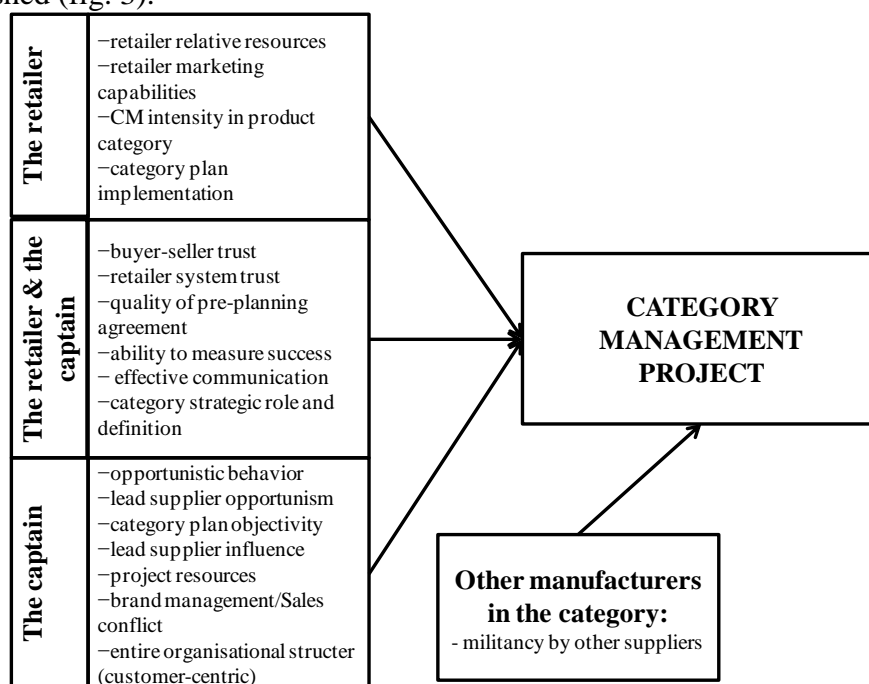 shed (fig. 3).
The retailer
−retailer relative resources
−retailer marketing
capabilities
−CM intensity in product
category
−category plan
implementation
The retailer & the
captain
−buyer-seller trust
−retailer system trust
−quality of pre-planning
agreement
−ability to measure success
− effective communication
−category strategic role and
definition
The captain
−opportunistic behavior
−lead supplier opportunism
−category plan objectivity
−lead supplier influence
−project resources
−brand management/Sales
conflict
−entire organisational structer
(customer-centric)
CATEGORY
MANAGEMENT
PROJECT
Other manufacturers
in the category:
- militancy by other suppliers